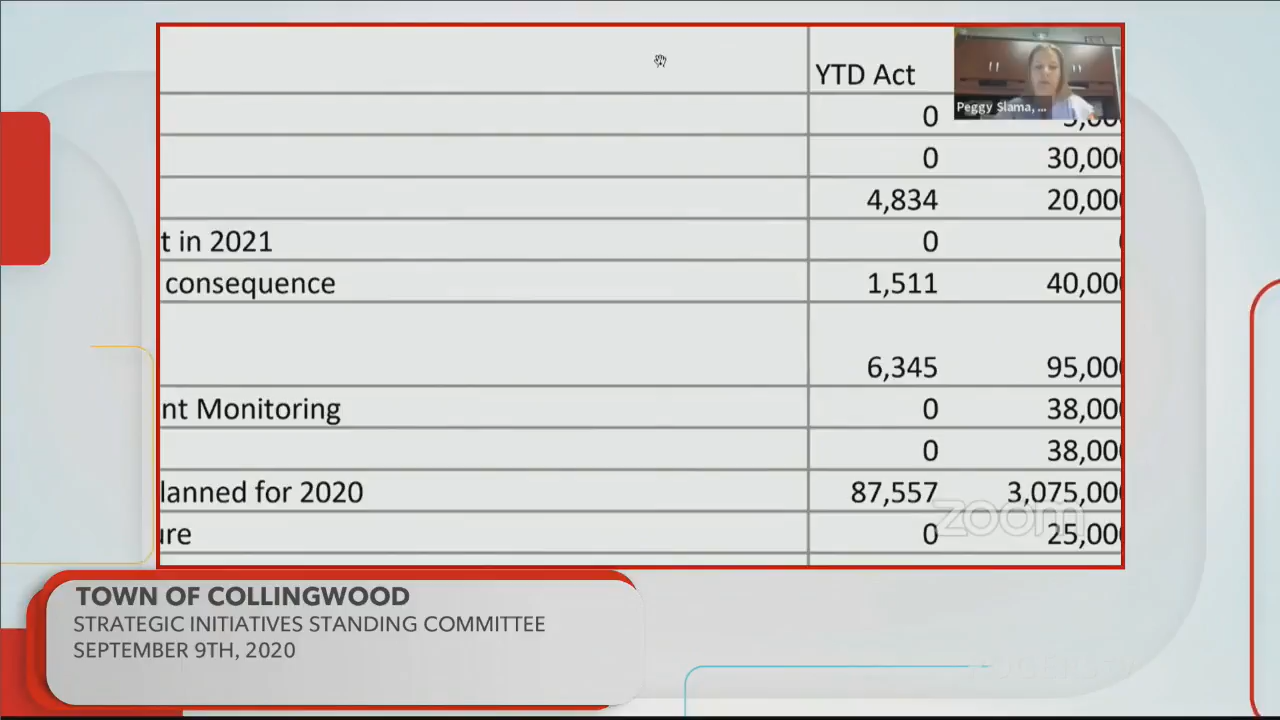 YTD Act
Peggy Slama, ...
0
0 30,000
4,834 20,00
t in 2021 0
consequence 1,511 40,00
6,345 95,00
nt Monitoring 0 38,00
0 38,00
lanned for 2020 87,557 3,075,00
zoom
ure 0 25,00
TOWN OF COLLINGWOOD
STRATEGIC INITIATIVES STANDING COMMITTEE
SEPTEMBER 9TH, 2020